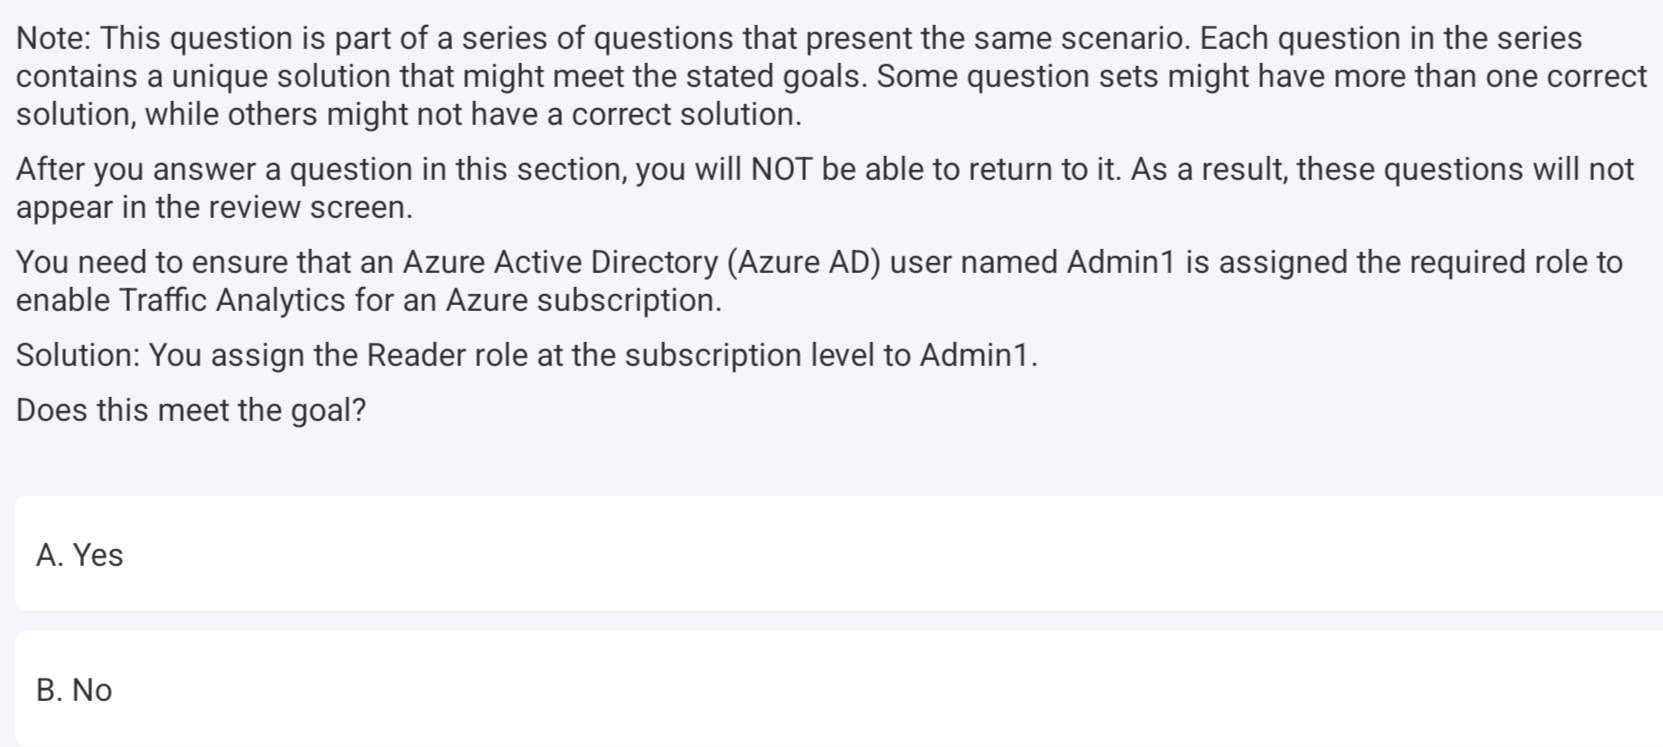 Note: This question is part of a series of questions that present the same scenario. Each question in the series
contains a unique solution that might meet the stated goals. Some question sets might have more than one correct
solution, while others might not have a correct solution.
After you answer a question in this section, you will NOT be able to return to it. As a result, these questions will not
appear in the review screen.
You need to ensure that an Azure Active Directory (Azure AD) user named Admin1 is assigned the required role to
enable Traffic Analytics for an Azure subscription.
Solution: You assign the Reader role at the subscription level to Admin1.
Does this meet the goal?
A. Yes
B. No